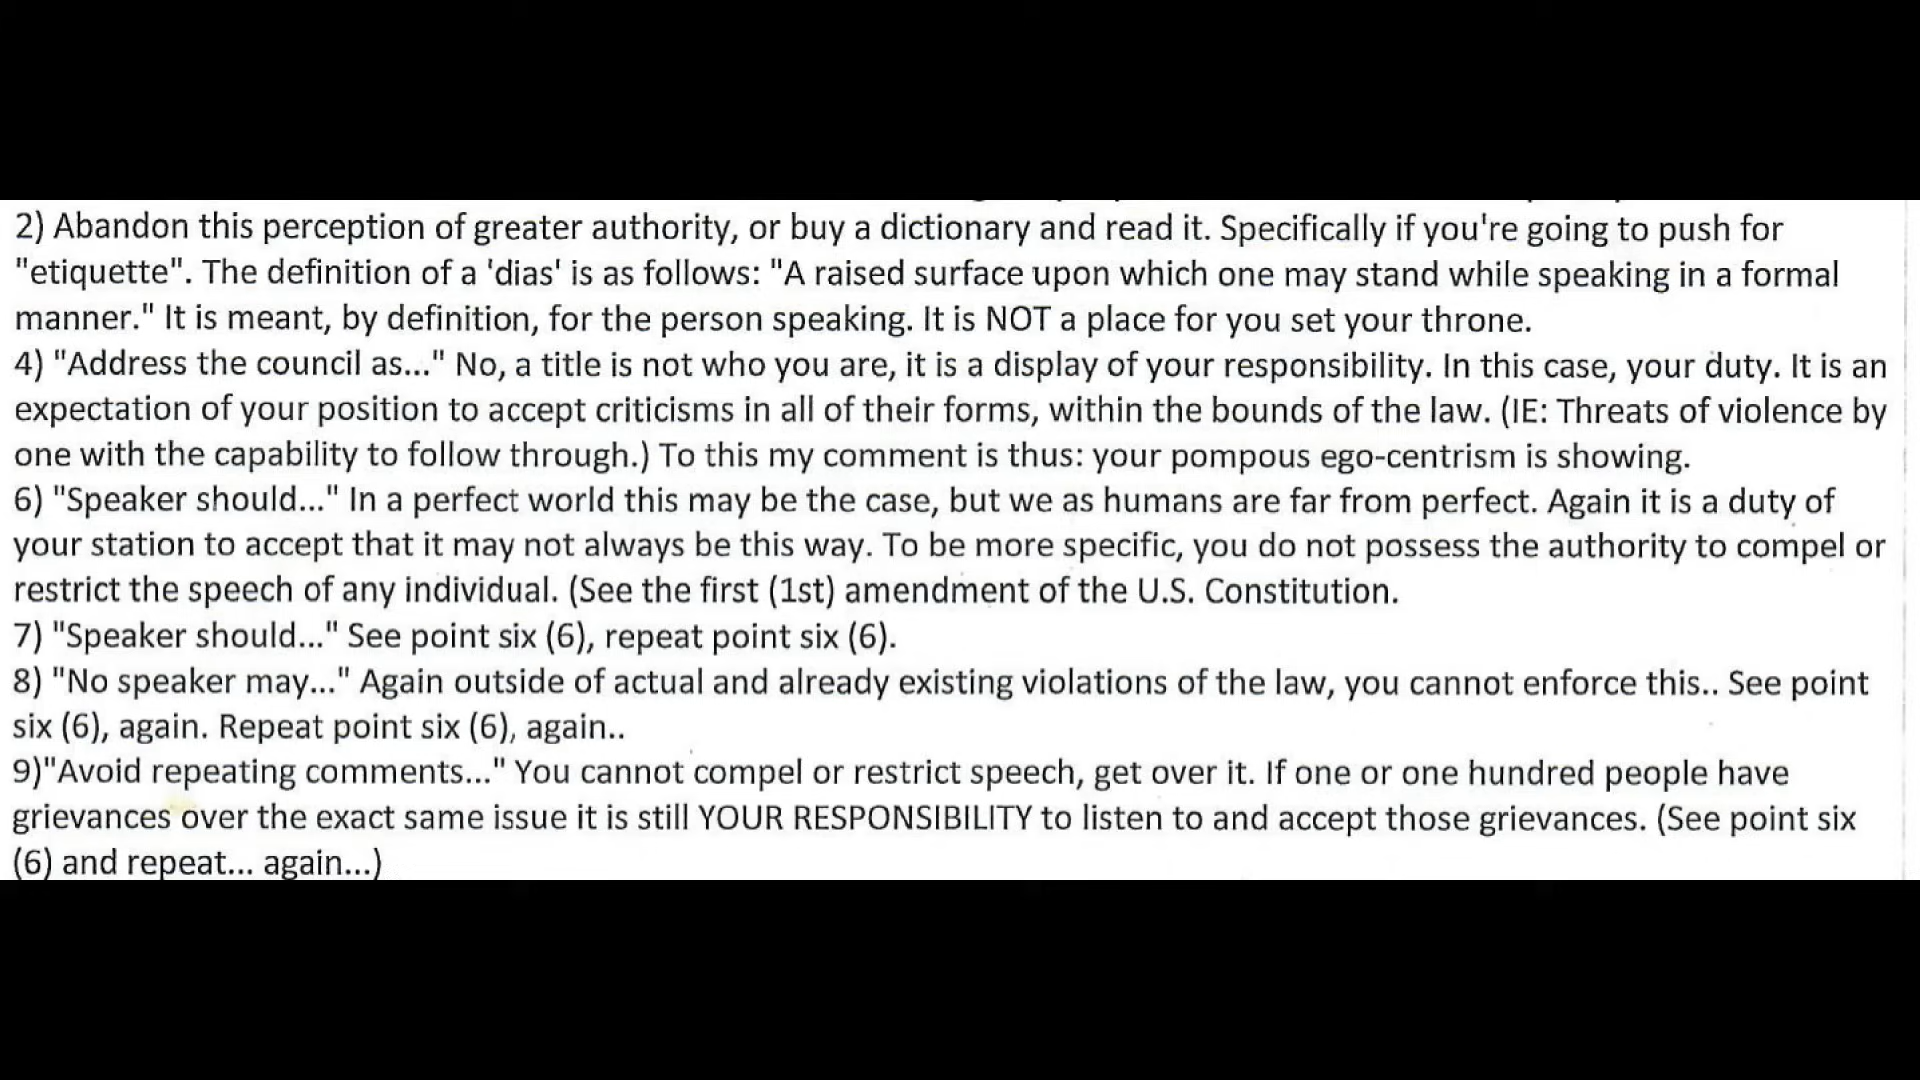 2) Abandon this perception of greater authority, or buy a dictionary and read it. Specifically if you're going to push for
"etiquette". The definition of a 'dias' is as follows: "A raised surface upon which one may stand while speaking in a formal
manner." It is meant, by definition, for the person speaking. It is NOT a place for you set your throne.
4) "Address the council as..." No, a title is not who you are, it is a display of your responsibility. In this case, your duty. It is an
expectation of your position to accept criticisms in all of their forms, within the bounds of the law. (IE: Threats of violence by
one with the capability to follow through.) To this my comment is thus: your pompous ego-centrism is showing.
6) "Speaker should..." In a perfect world this may be the case, but we as humans are far from perfect. Again it is a duty of
your station to accept that it may not always be this way. To be more specific, you do not possess the authority to compel or
restrict the speech of any individual. (See the first (1st) amendment of the U.S. Constitution.
7) "Speaker should..." See point six (6), repeat point six (6).
8) "No speaker may..." Again outside of actual and already existing violations of the law, you cannot enforce this.. See point
six (6), again. Repeat point six (6), again..
9)"Avoid repeating comments..." You cannot compel or restrict speech, get over it. If one or one hundred people have
grievances over the exact same issue it is still YOUR RESPONSIBILITY to listen to and accept those grievances. (See point six
(6) and repeat... again...)